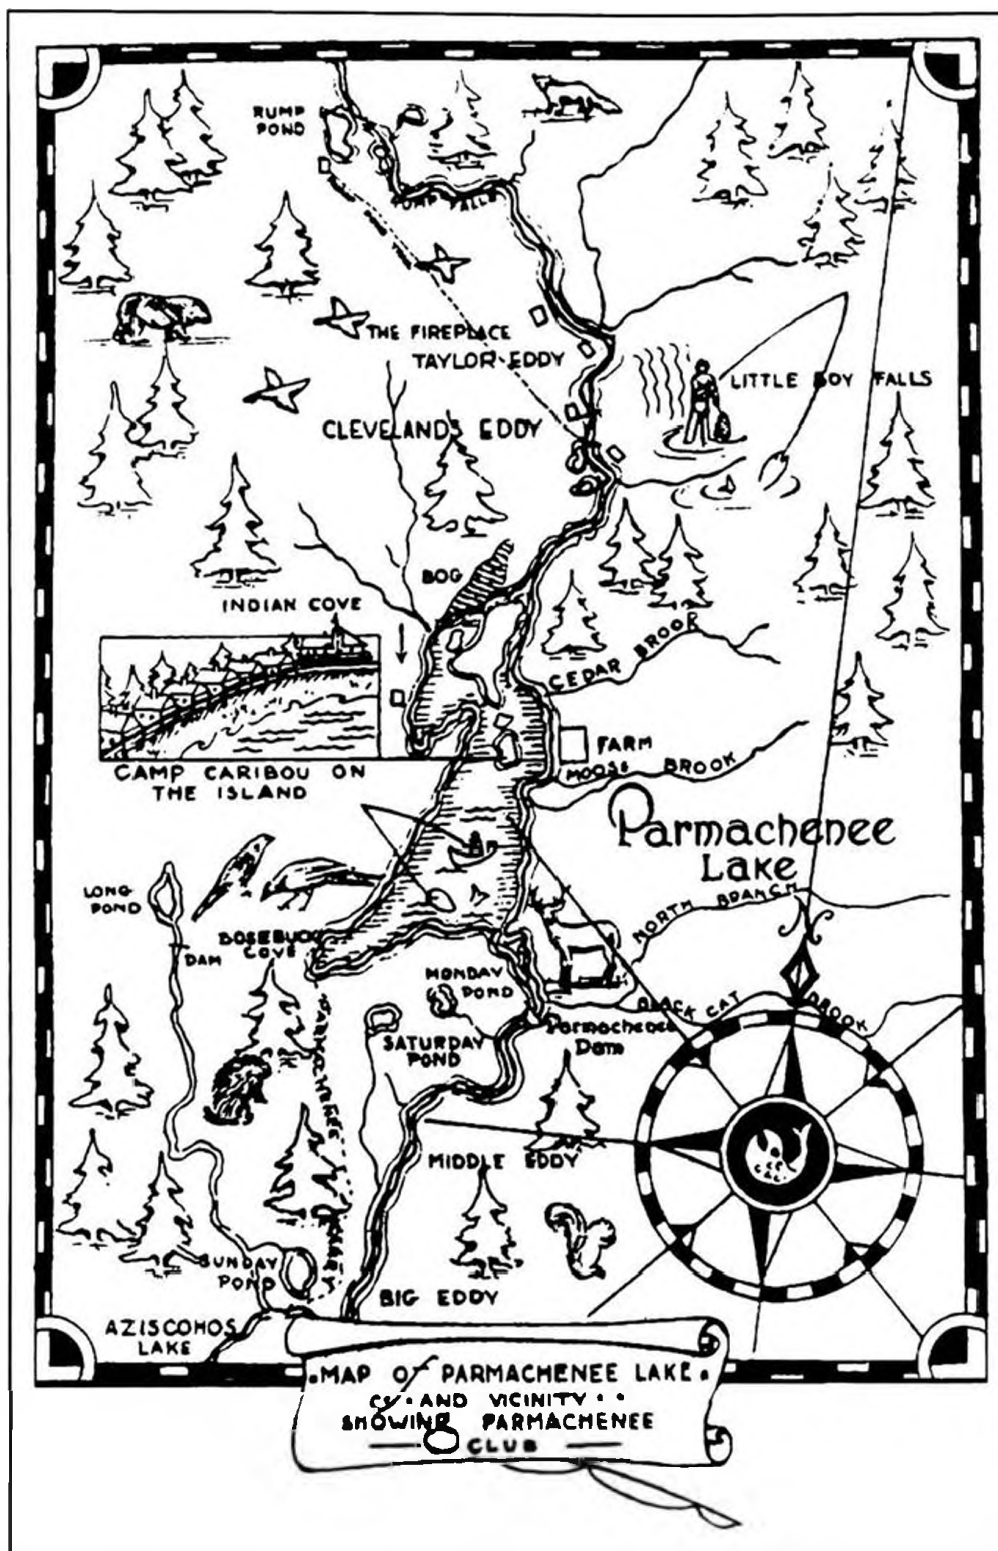 RUMP
POND
RUMP FALLS
THE FIREPLACE
TAYLOR EDDY
LITTLE BOY FALLS
CLEVELANDS EDDY
BOG
INDIAN COVE
CEDAR BROOK
FARM
MOOSE BROOK
CAMP CARIBOU ON
THE ISLAND
Parmachenee
Lake
LONG
POND
NORTH BRANCH
BOSEBUCK
COVE
DAM
MONDAY
POND
BLACK CAT BROOK
Parmachenee
Dam
SATURDAY
POND
PARMACHENEE
MIDDLE EDDY
SUNDAY
POND
BIG EDDY
AZISCOHOS
LAKE
MAP Of PARMACHENEE LAKE
AND VICINITY
SHOWING PARMACHENEE
CLUB